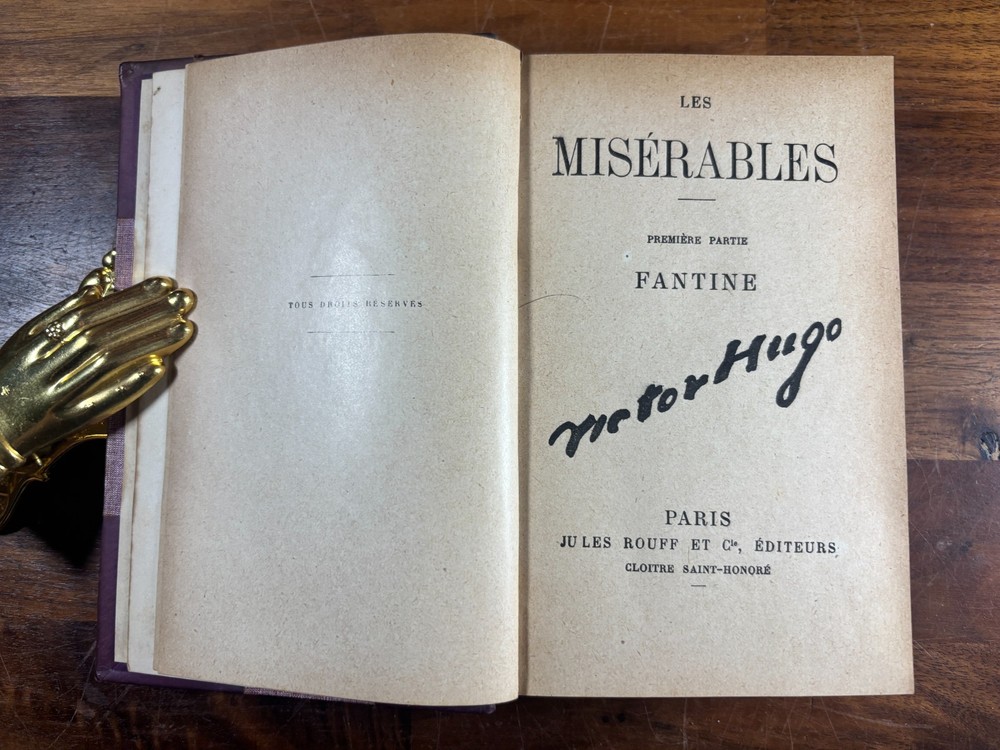 TOUS DROITS RÉSERVÉS
LES
MISÉRABLES
PREMIÈRE PARTIE
FANTINE
Victor Hugo
PARIS
JULES ROUFF ET Cie, ÉDITEURS
CLOITRE SAINT-HONORÉ